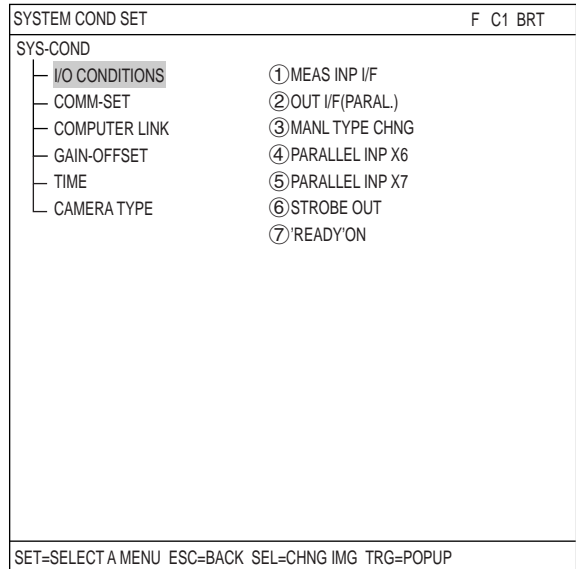 SYSTEM COND SET F C1 BRT
SYS-COND
I/O CONDITIONS ①MEAS INP I/F
COMM-SET ②OUT I/F(PARAL.)
COMPUTER LINK ③MANL TYPE CHNG
GAIN-OFFSET ④PARALLEL INP X6
TIME ⑤PARALLEL INP X7
CAMERA TYPE ⑥STROBE OUT
⑦'READY'ON
SET=SELECT A MENU ESC=BACK SEL=CHNG IMG TRG=POPUP